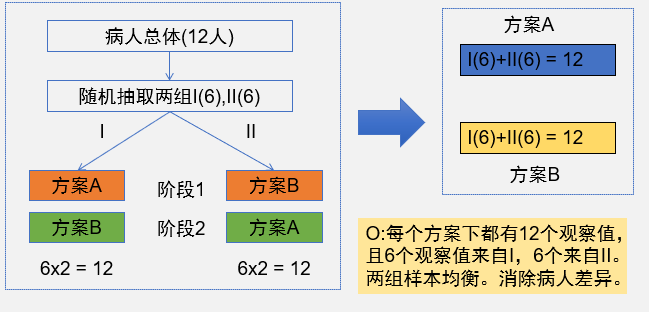 病人总体(12人)
随机抽取两组I(6),II(6)
I
II
方案A
阶段1
方案B
方案B
阶段2
方案A
6x2 = 12
6x2 = 12
方案A
I(6)+II(6) = 12
I(6)+II(6) = 12
方案B
O:每个方案下都有12个观察值，
且6个观察值来自I，6个来自II。
两组样本均衡。消除病人差异。